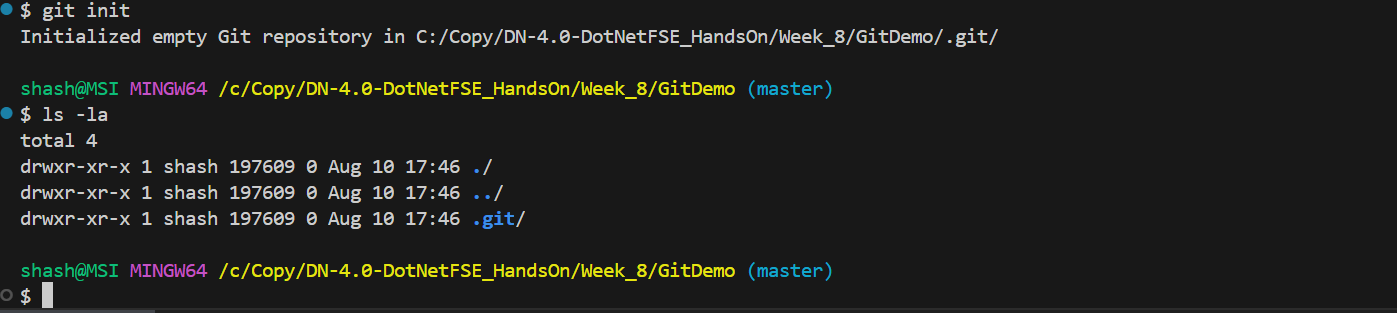 $ git init
Initialized empty Git repository in C:/Copy/DN-4.0-DotNetFSE_HandsOn/Week_8/GitDemo/.git/
shash@MSI MINGW64 /c/Copy/DN-4.0-DotNetFSE_HandsOn/Week_8/GitDemo (master)
$ ls -la
total 4
drwxr-xr-x 1 shash 197609 0 Aug 10 17:46 ./
drwxr-xr-x 1 shash 197609 0 Aug 10 17:46 ../
drwxr-xr-x 1 shash 197609 0 Aug 10 17:46 .git/
shash@MSI MINGW64 /c/Copy/DN-4.0-DotNetFSE_HandsOn/Week_8/GitDemo (master)
$